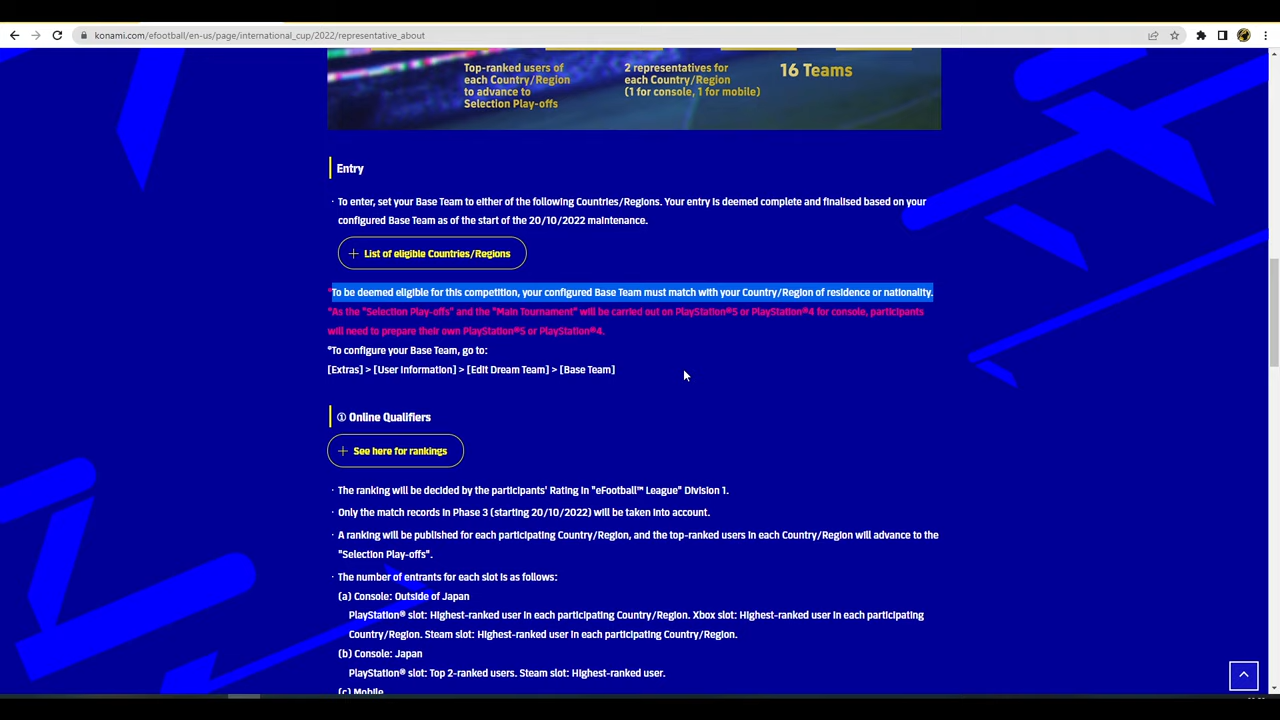 konami.com/efootball/en-us/page/international_cup/2022/representative_about
Top-ranked users of
each Country/Region
to advance to
Selection Play-offs
2 representatives for
each Country/Region
(1 for console, 1 for mobile)
16 Teams
Entry
· To enter, set your Base Team to either of the following Countries/Regions. Your entry is deemed complete and finalised based on your
configured Base Team as of the start of the 20/10/2022 maintenance.
+ List of eligible Countries/Regions
*To be deemed eligible for this competition, your configured Base Team must match with your Country/Region of residence or nationality.
*As the "Selection Play-offs" and the "Main Tournament" will be carried out on PlayStation®5 or PlayStation®4 for console, participants
will need to prepare their own PlayStation®5 or PlayStation®4.
*To configure your Base Team, go to:
[Extras] > [User Information] > [Edit Dream Team] > [Base Team]
① Online Qualifiers
+ See here for rankings
· The ranking will be decided by the participants' Rating in "eFootball™ League" Division 1.
· Only the match records in Phase 3 (starting 20/10/2022) will be taken into account.
· A ranking will be published for each participating Country/Region, and the top-ranked users in each Country/Region will advance to the
"Selection Play-offs".
· The number of entrants for each slot is as follows:
(a) Console: Outside of Japan
PlayStation® slot: Highest-ranked user in each participating Country/Region. Xbox slot: Highest-ranked user in each participating
Country/Region. Steam slot: Highest-ranked user in each participating Country/Region.
(b) Console: Japan
PlayStation® slot: Top 2-ranked users. Steam slot: Highest-ranked user.
(c) Mobile